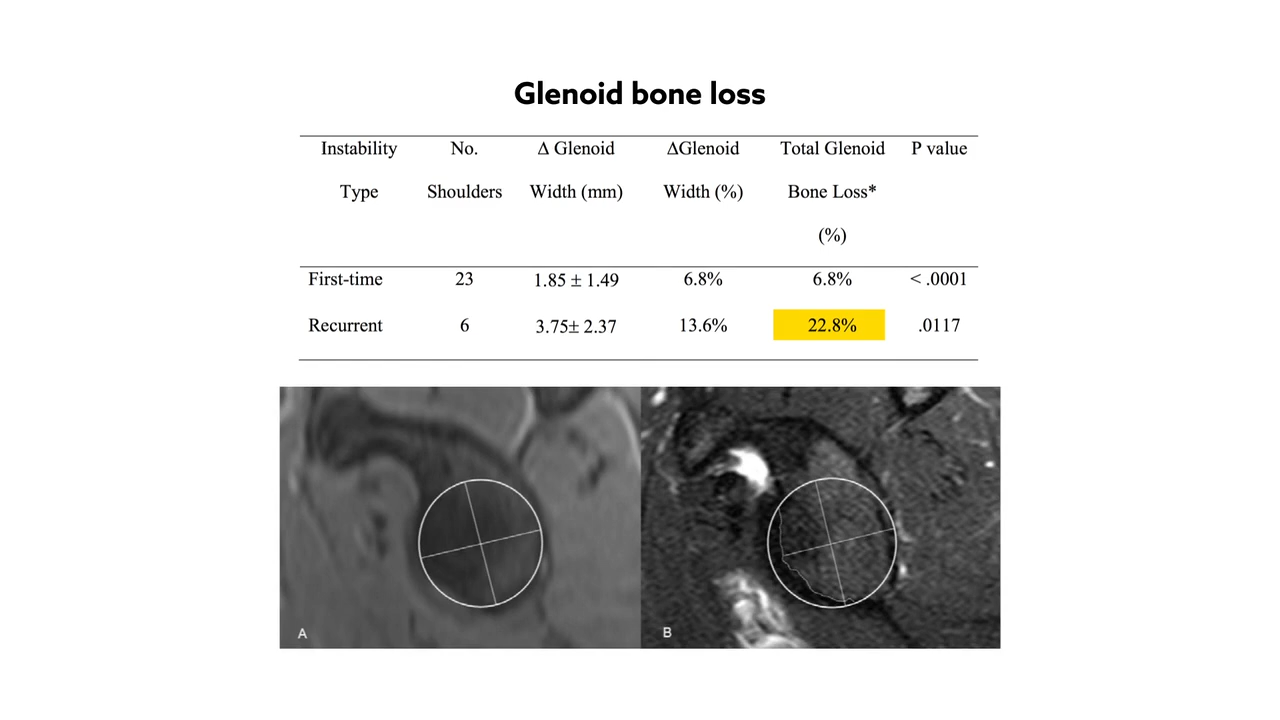 Glenoid bone loss
Instability No. Δ Glenoid ΔGlenoid Total Glenoid P value
Type Shoulders Width (mm) Width (%) Bone Loss*
(%)
First-time 23 1.85 ± 1.49 6.8% 6.8% < .0001
Recurrent 6 3.75± 2.37 13.6% 22.8% .0117
A B